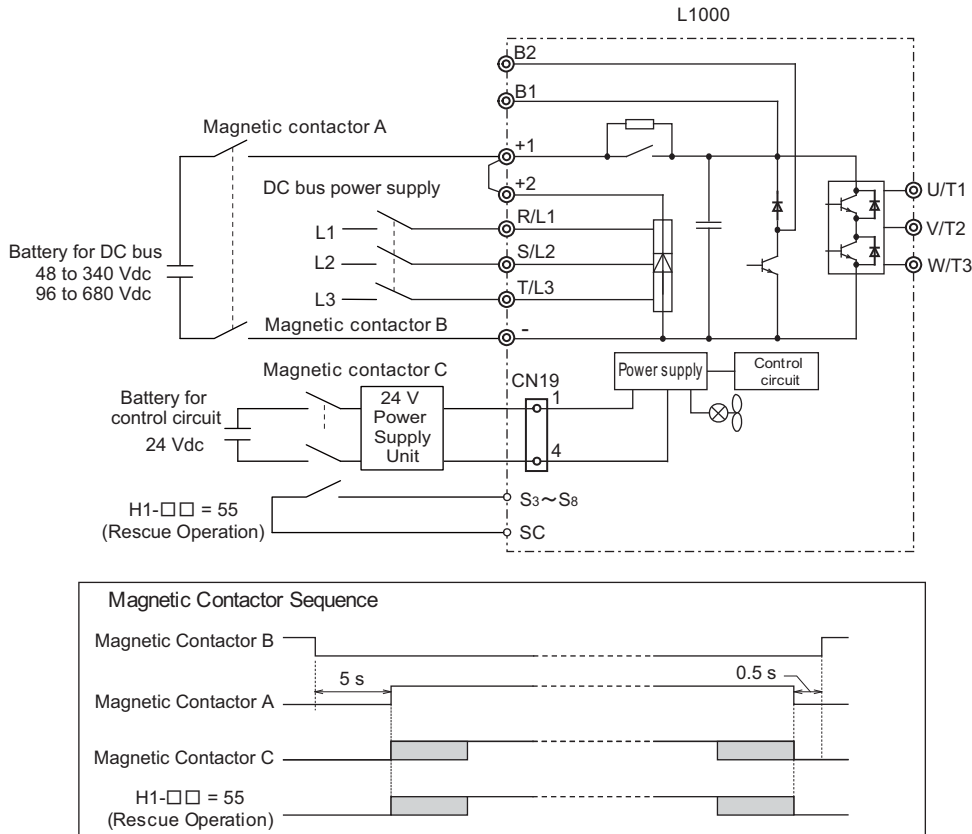 L1000
B2
B1
Magnetic contactor A
+1
+2
DC bus power supply
R/L1
L1
S/L2
L2
T/L3
L3
U/T1
V/T2
W/T3
Battery for DC bus
48 to 340 Vdc
96 to 680 Vdc
Magnetic contactor B
-
Magnetic contactor C
CN19
Power supply
Control
circuit
Battery for
control circuit
24 Vdc
24 V
Power
Supply
Unit
1
4
H1-□□ = 55
(Rescue Operation)
S3~S8
SC
Magnetic Contactor Sequence
Magnetic Contactor B
5 s
0.5 s
Magnetic Contactor A
Magnetic Contactor C
H1-□□ = 55
(Rescue Operation)